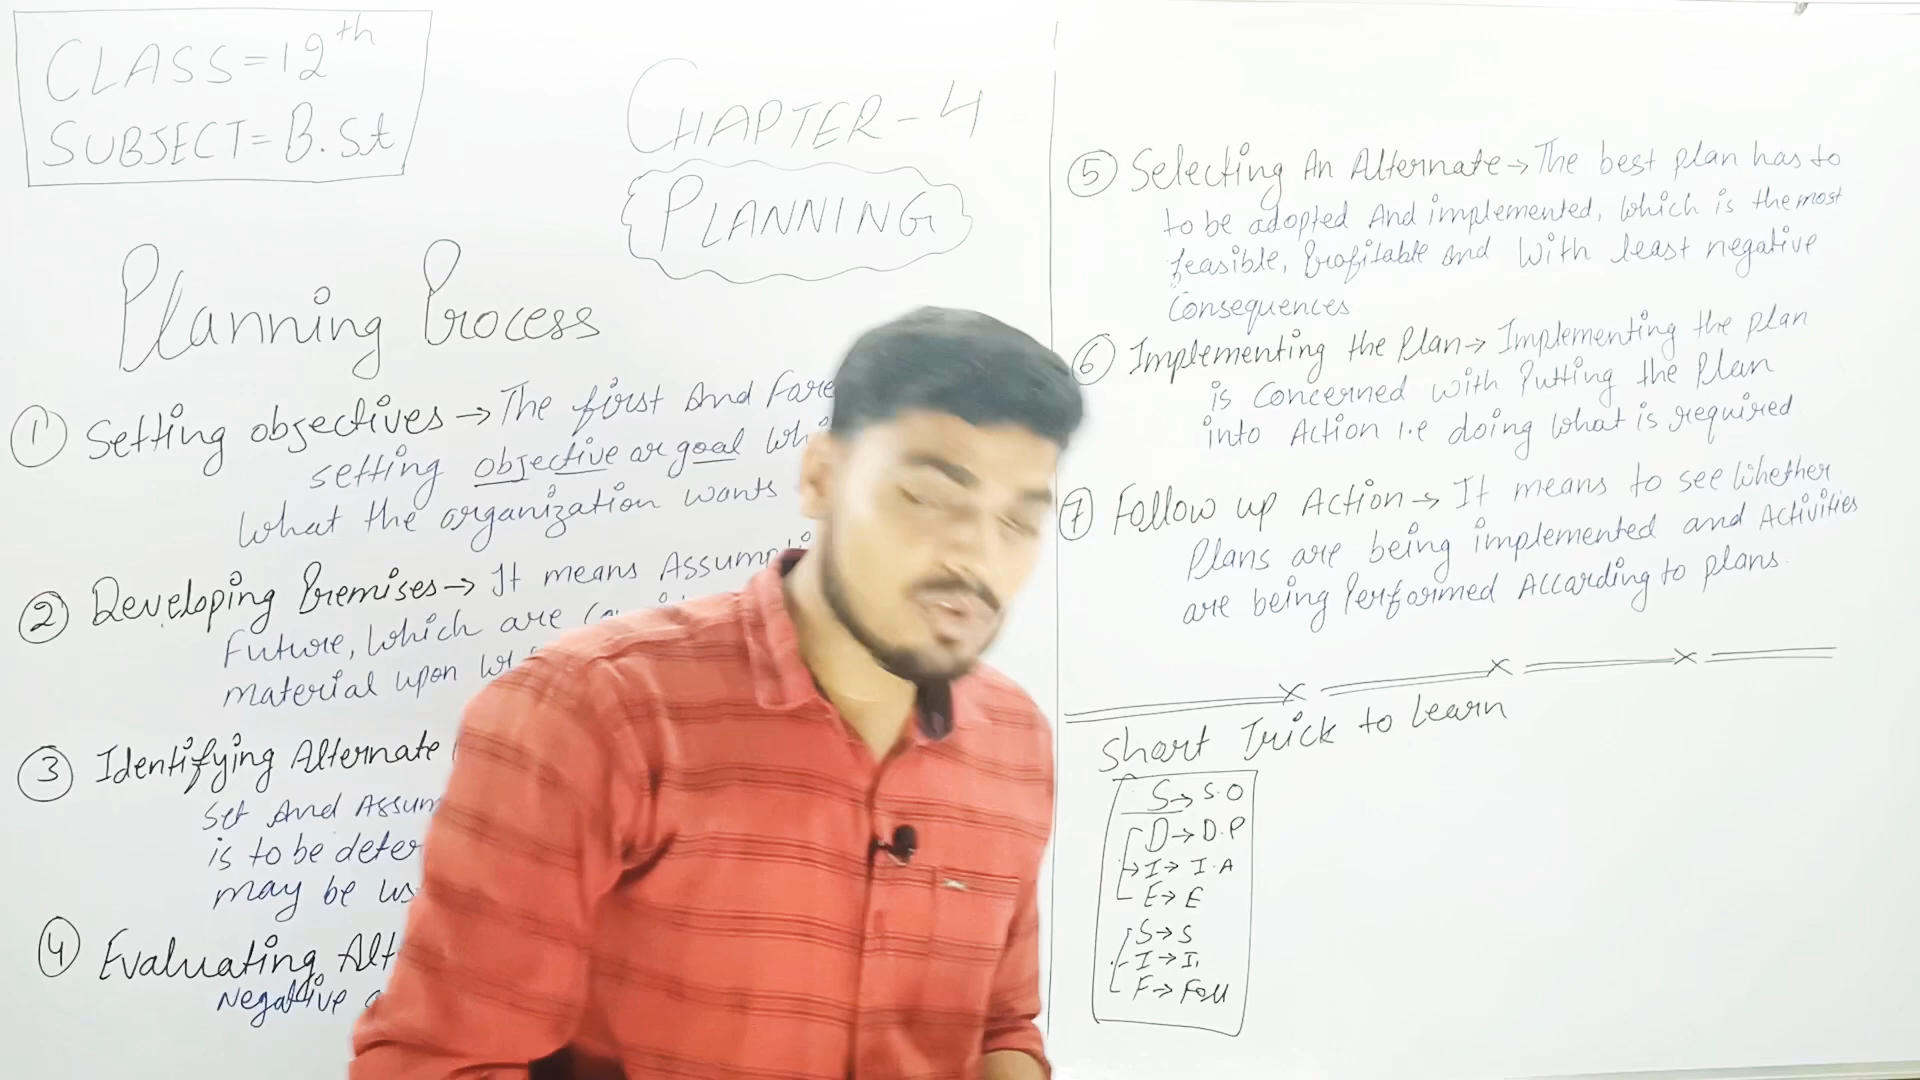 CLASS=12th
SUBJECT=B.St
CHAPTER-4
PLANNING
Planning Process
① Setting objectives → The first And Fore
setting objective or goal Whi
What the organization wants
② Developing Premises → It means Assumpti
Future, Which are
material upon
③ Identifying Alternate
Set And Assum
is to be deter
may be us
④ Evaluating Alt
Negative
⑤ Selecting An Alternate → The best plan has to
to be adopted And implemented, Which is the most
feasible, Profitable and With least negative
Consequences
⑥ Implementing the Plan → Implementing the plan
is Concerned with Putting the Plan
into Action i.e doing What is required
⑦ Follow up Action → It means to see Whether
Plans are being implemented and Activities
are being Performed According to plans.
Short Trick to learn
S → S.O
D → D.P
I → I.A
E → E
S → S
I → I.
F → Foll